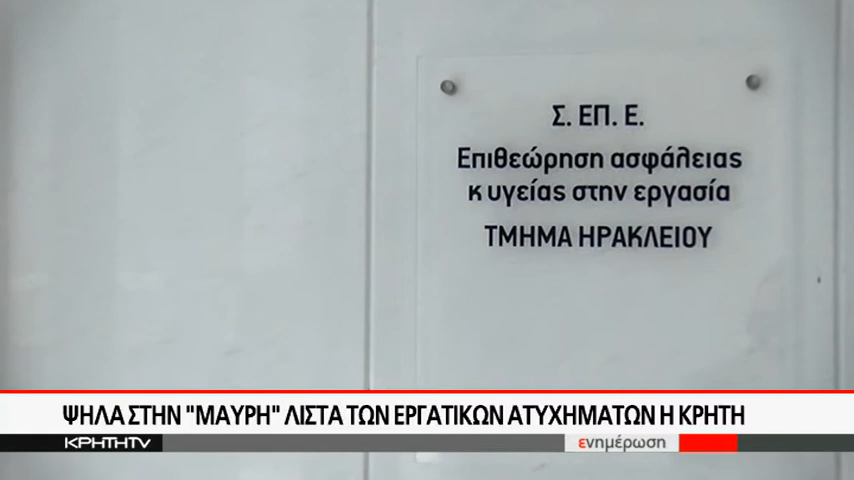 Σ. ΕΠ. Ε.
Επιθεώρηση ασφάλειας
κ υγείας στην εργασία
ΤΜΗΜΑ ΗΡΑΚΛΕΙΟΥ
ΨΗΛΑ ΣΤΗΝ "ΜΑΥΡΗ" ΛΙΣΤΑ ΤΩΝ ΕΡΓΑΤΙΚΩΝ ΑΤΥΧΗΜΑΤΩΝ Η ΚΡΗΤΗ
ΚΡΗΤΗTV
ενημέρωση